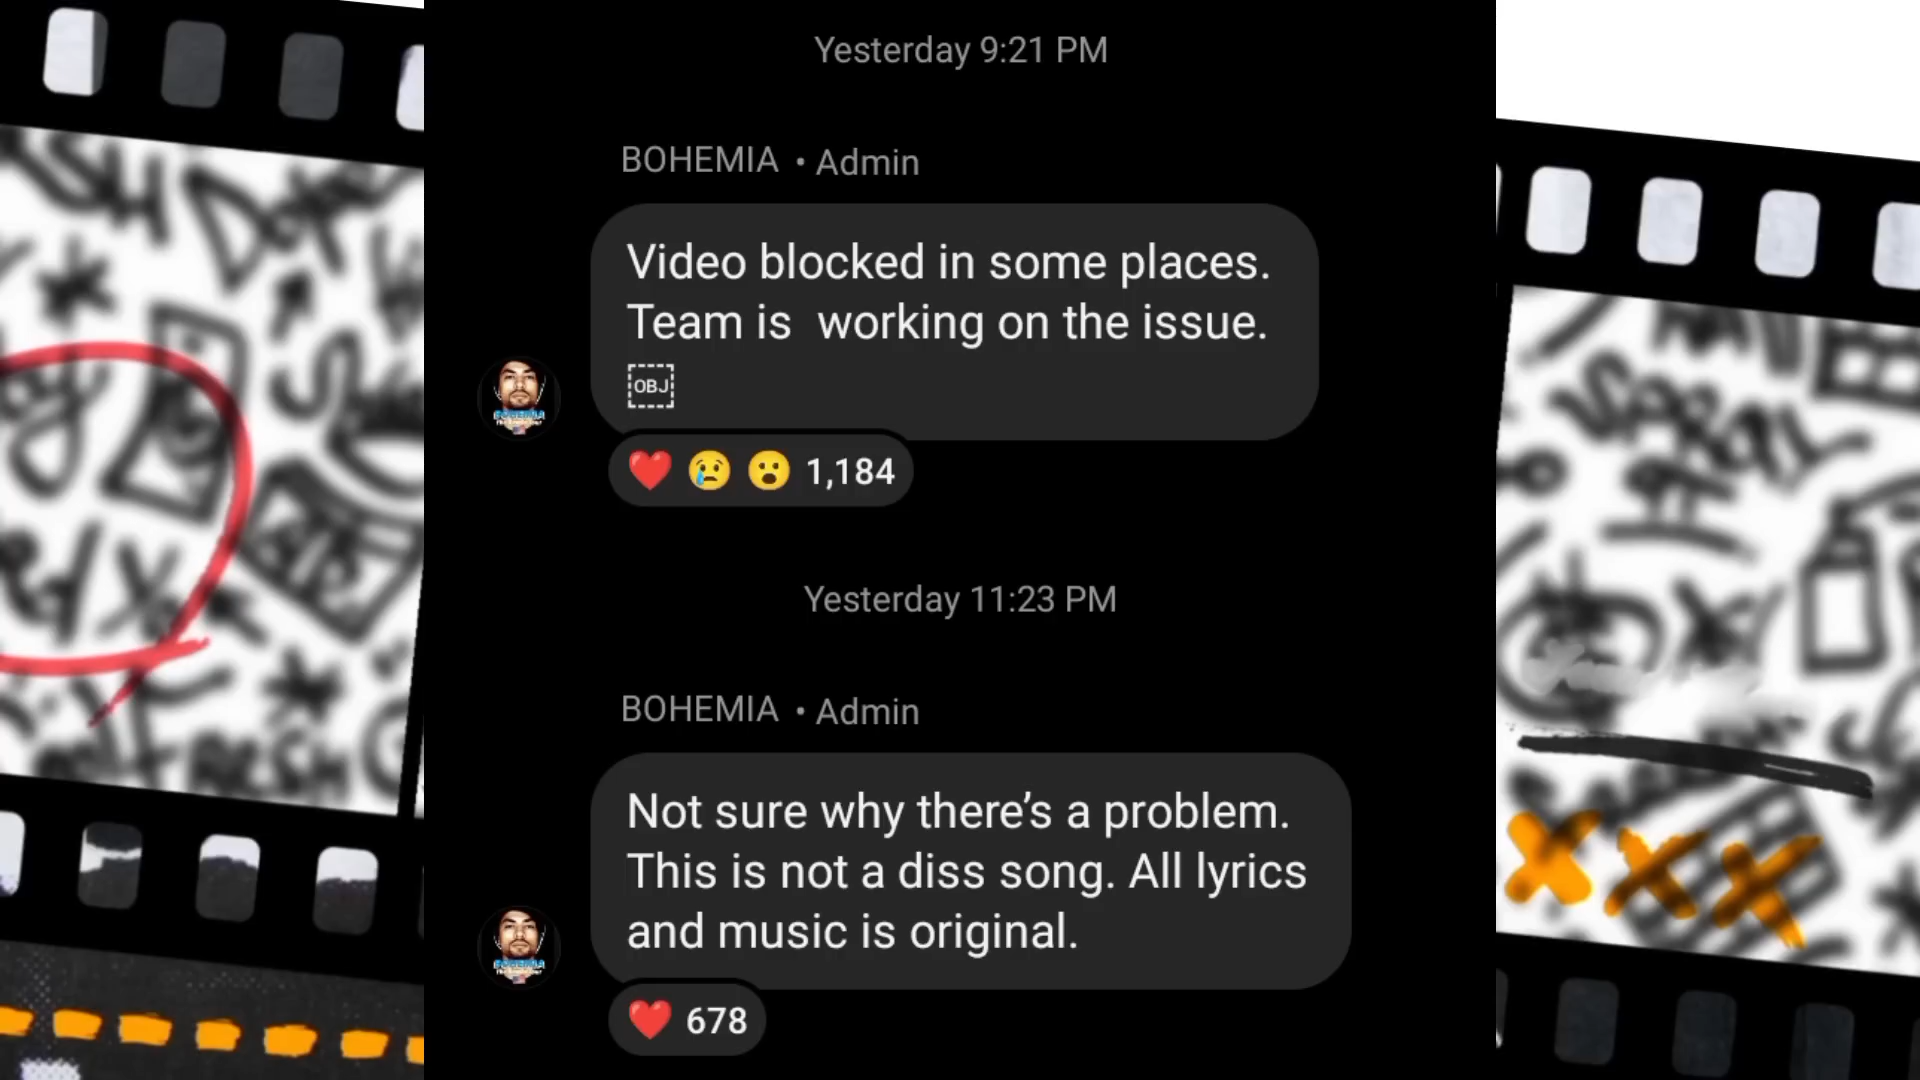 Yesterday 9:21 PM
BOHEMIA • Admin
Video blocked in some places.
Team is  working on the issue.
OBJ
1,184
Yesterday 11:23 PM
BOHEMIA • Admin
Not sure why there’s a problem.
This is not a diss song. All lyrics
and music is original.
678